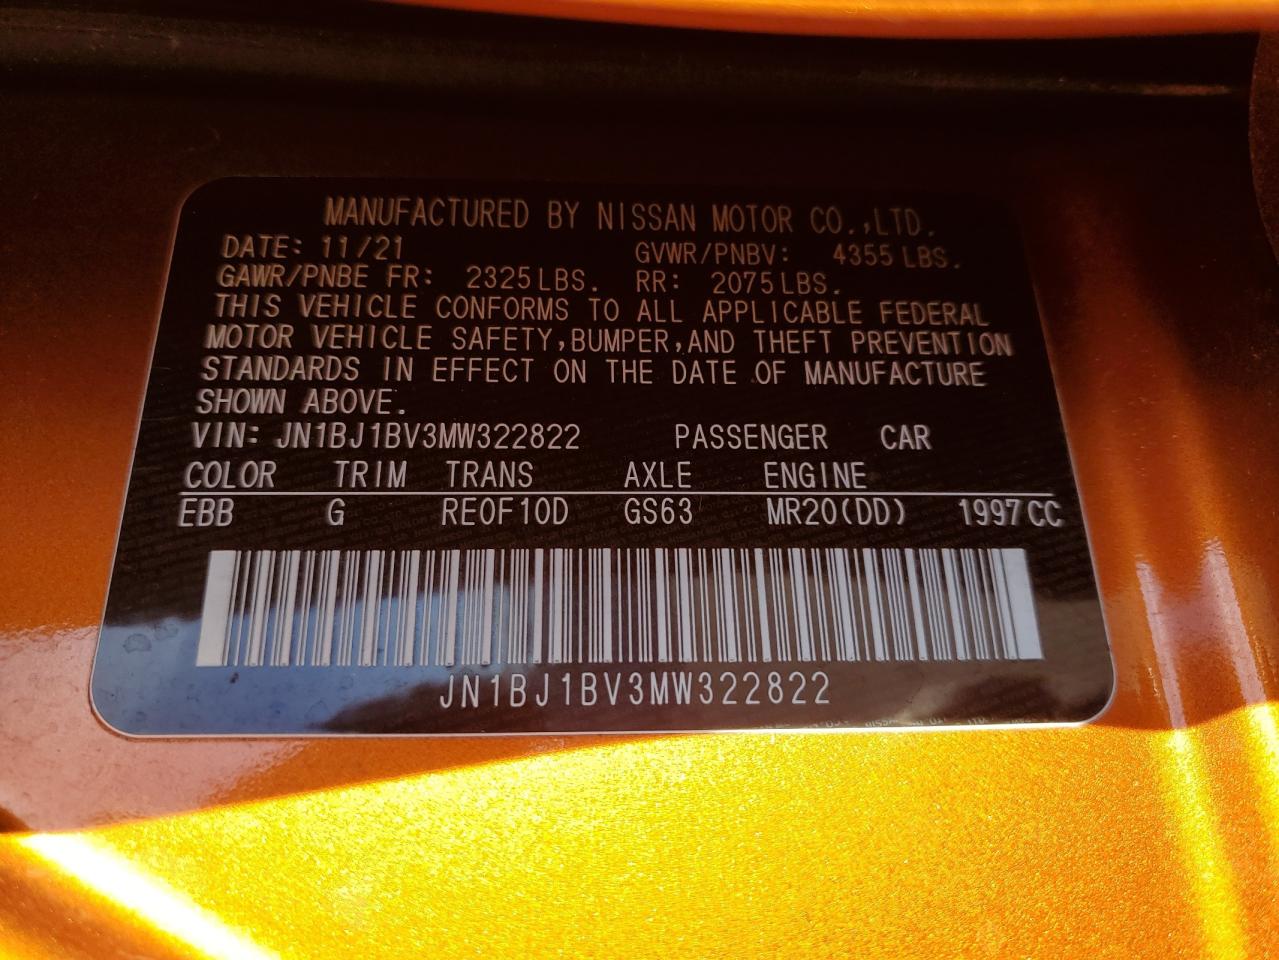 MANUFACTURED BY NISSAN MOTOR CO.,LTD.
DATE: 11/21 GVWR/PNBV: 4355 LBS.
GAWR/PNBE FR: 2325 LBS. RR: 2075 LBS.
THIS VEHICLE CONFORMS TO ALL APPLICABLE FEDERAL
MOTOR VEHICLE SAFETY,BUMPER,AND THEFT PREVENTION
STANDARDS IN EFFECT ON THE DATE OF MANUFACTURE
SHOWN ABOVE.
VIN: JN1BJ1BV3MW322822 PASSENGER CAR
COLOR TRIM TRANS AXLE ENGINE
EBB G RE0F10D GS63 MR20(DD) 1997CC
JN1BJ1BV3MW322822